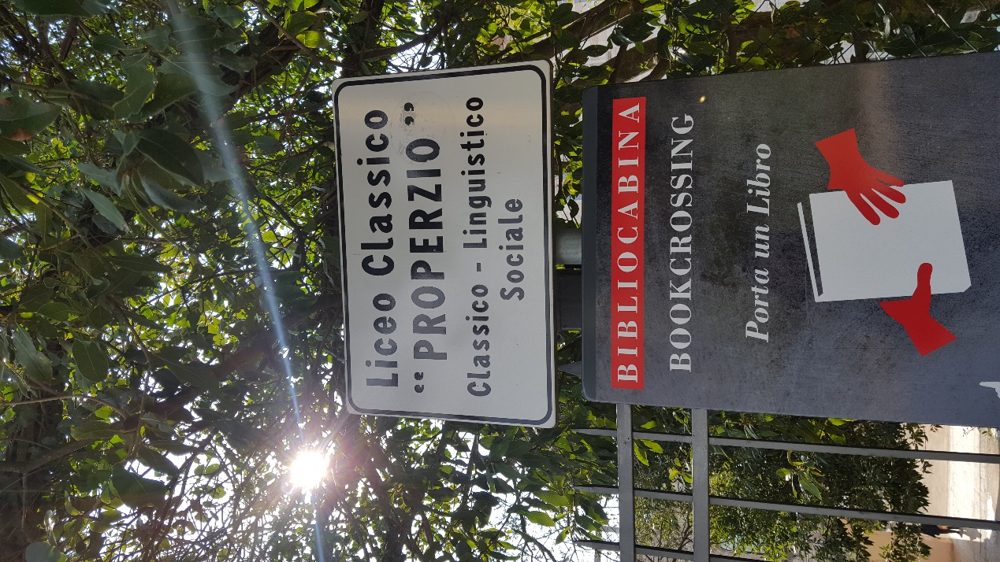 Liceo Classico
“ PROPERZIO ”
Classico - Linguistico
Sociale
BIBLIOCABINA
BOOKCROSSING
Porta un Libro